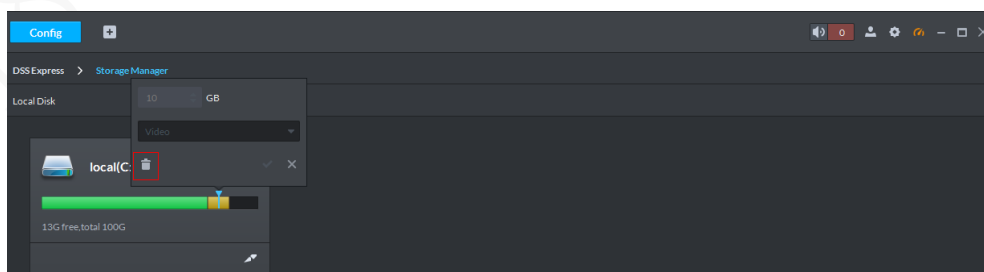 Config
0
DSS Express > Storage Manager
Local Disk
10 GB
Video
local(C:
13G free,total 100G